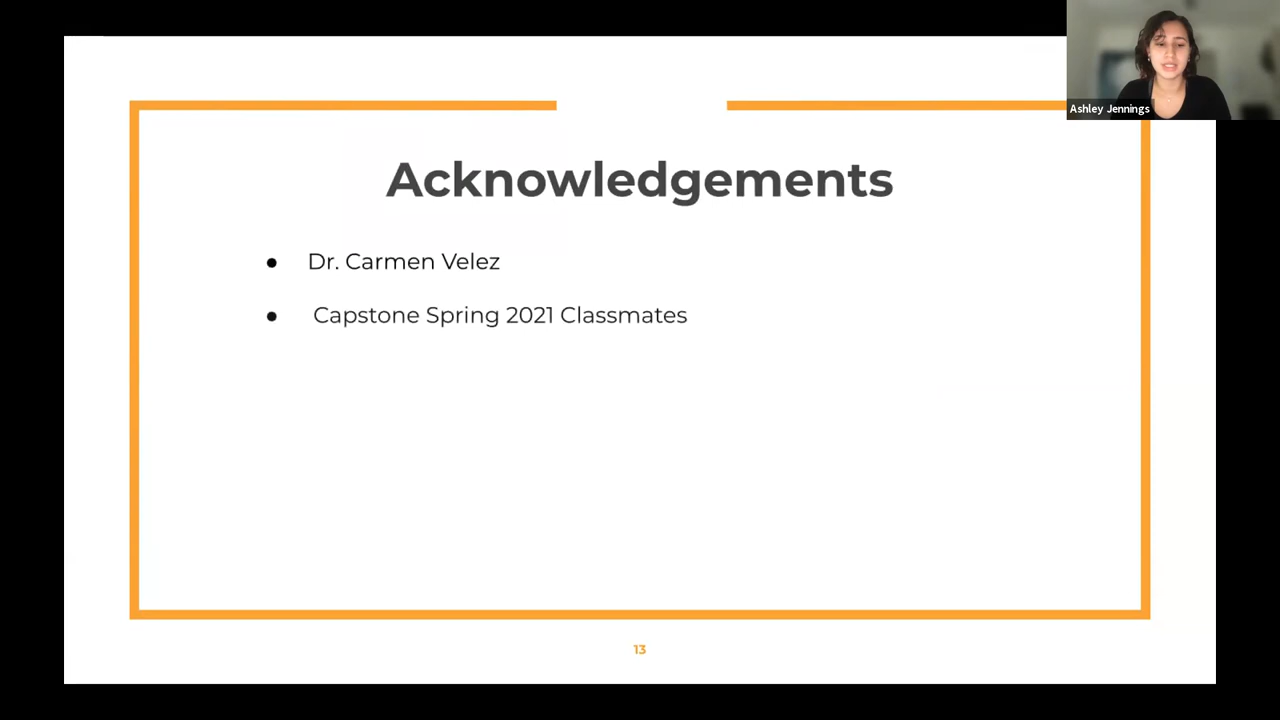 Ashley Jennings
Acknowledgements
● Dr. Carmen Velez
● Capstone Spring 2021 Classmates
13